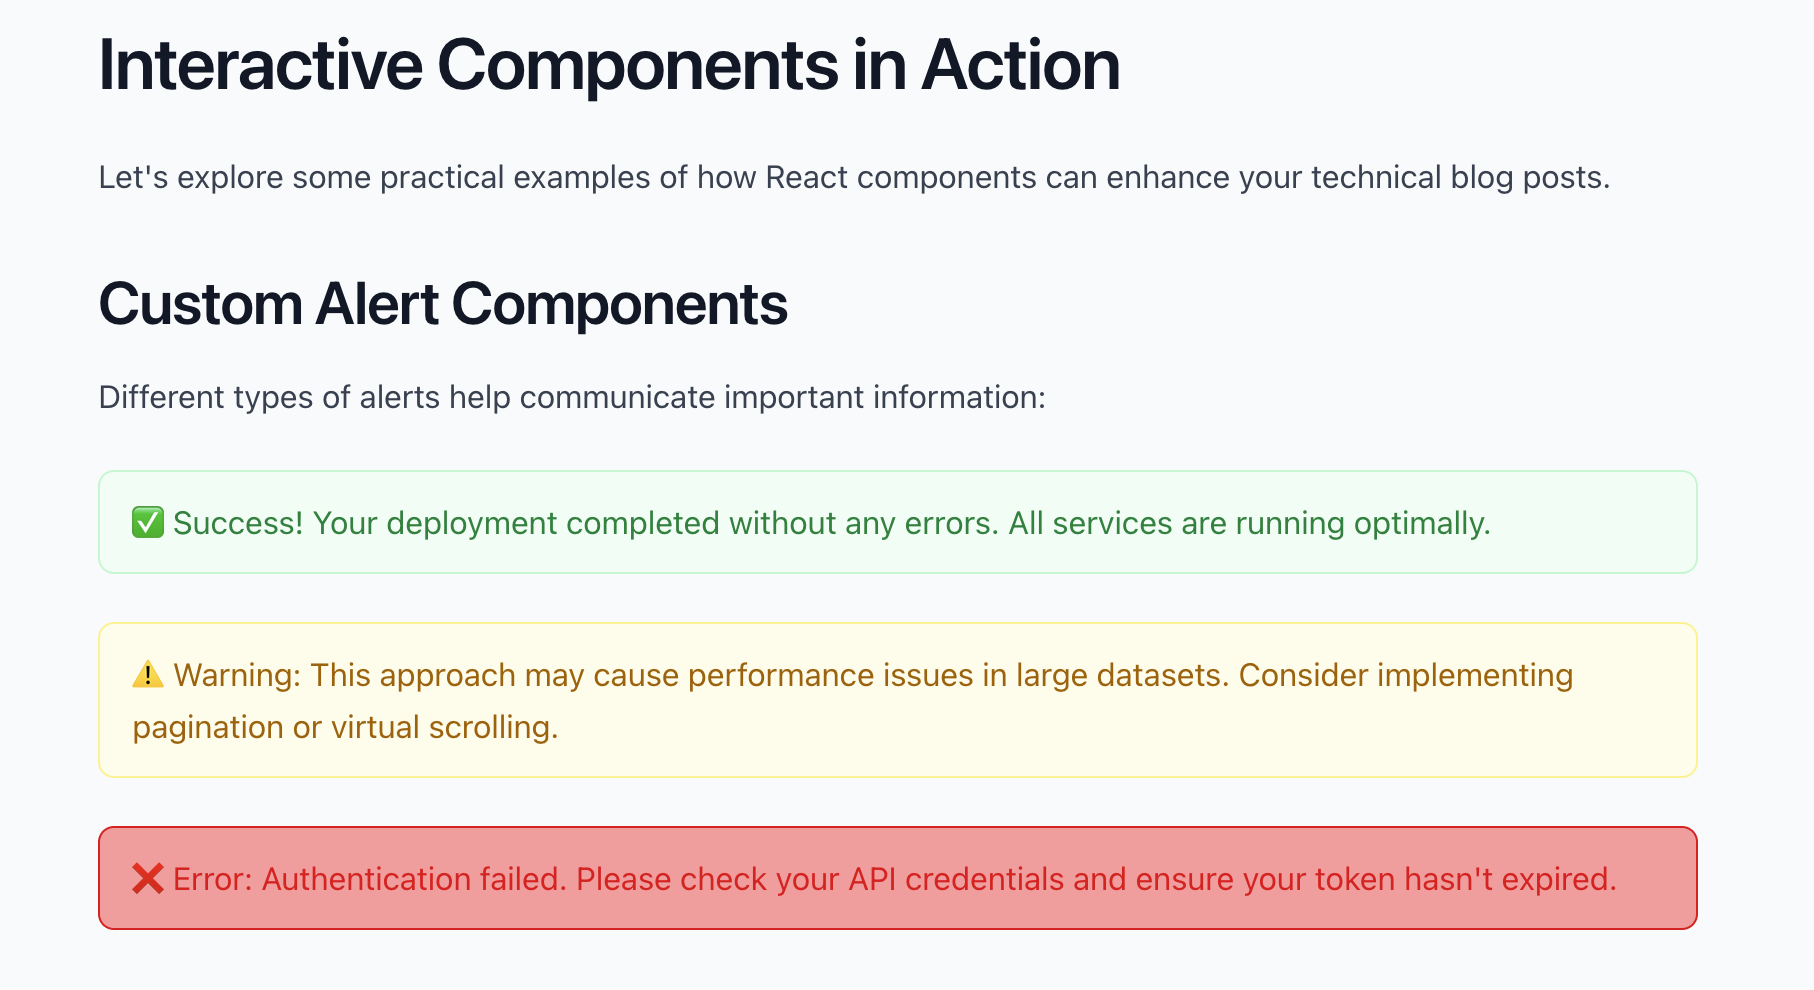 Interactive Components in Action
Let's explore some practical examples of how React components can enhance your technical blog posts.
Custom Alert Components
Different types of alerts help communicate important information:
✅ Success! Your deployment completed without any errors. All services are running optimally.
⚠️ Warning: This approach may cause performance issues in large datasets. Consider implementing
pagination or virtual scrolling.
❌ Error: Authentication failed. Please check your API credentials and ensure your token hasn't expired.